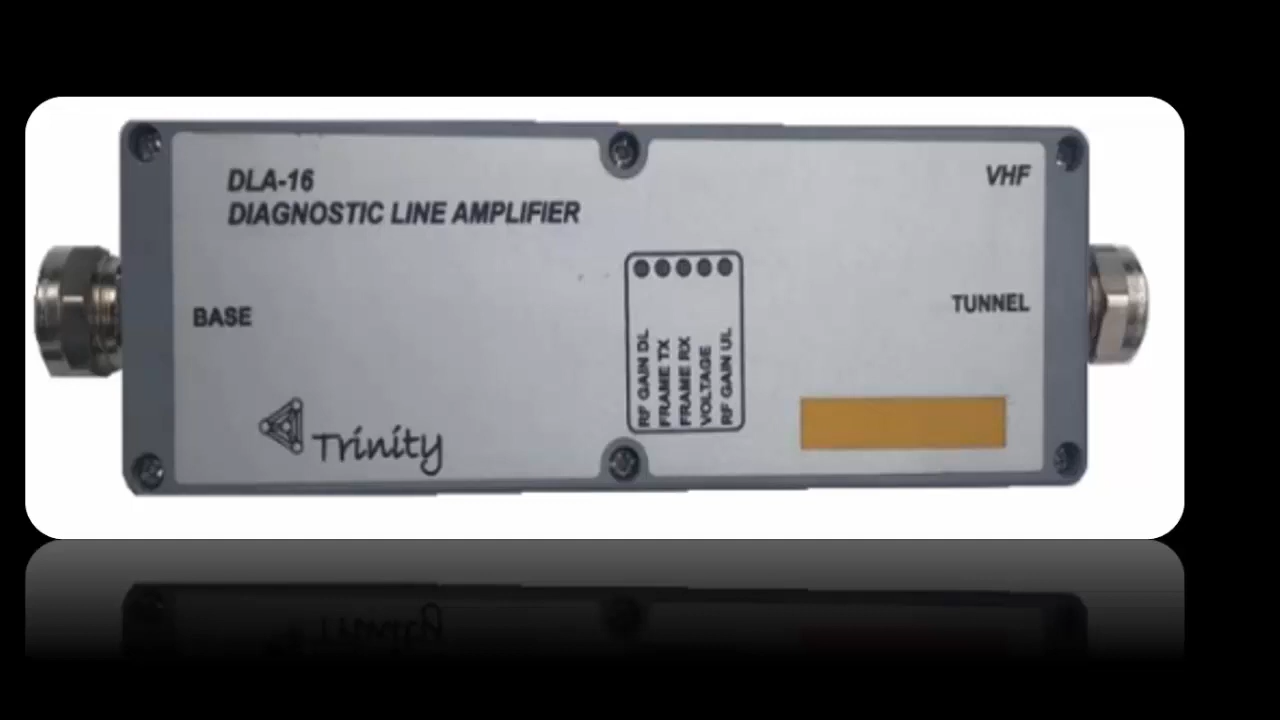 DLA-16
DIAGNOSTIC LINE AMPLIFIER
VHF
BASE
TUNNEL
RF GAIN DL
FRAME TX
FRAME RX
VOLTAGE
RF GAIN UL
Trinity